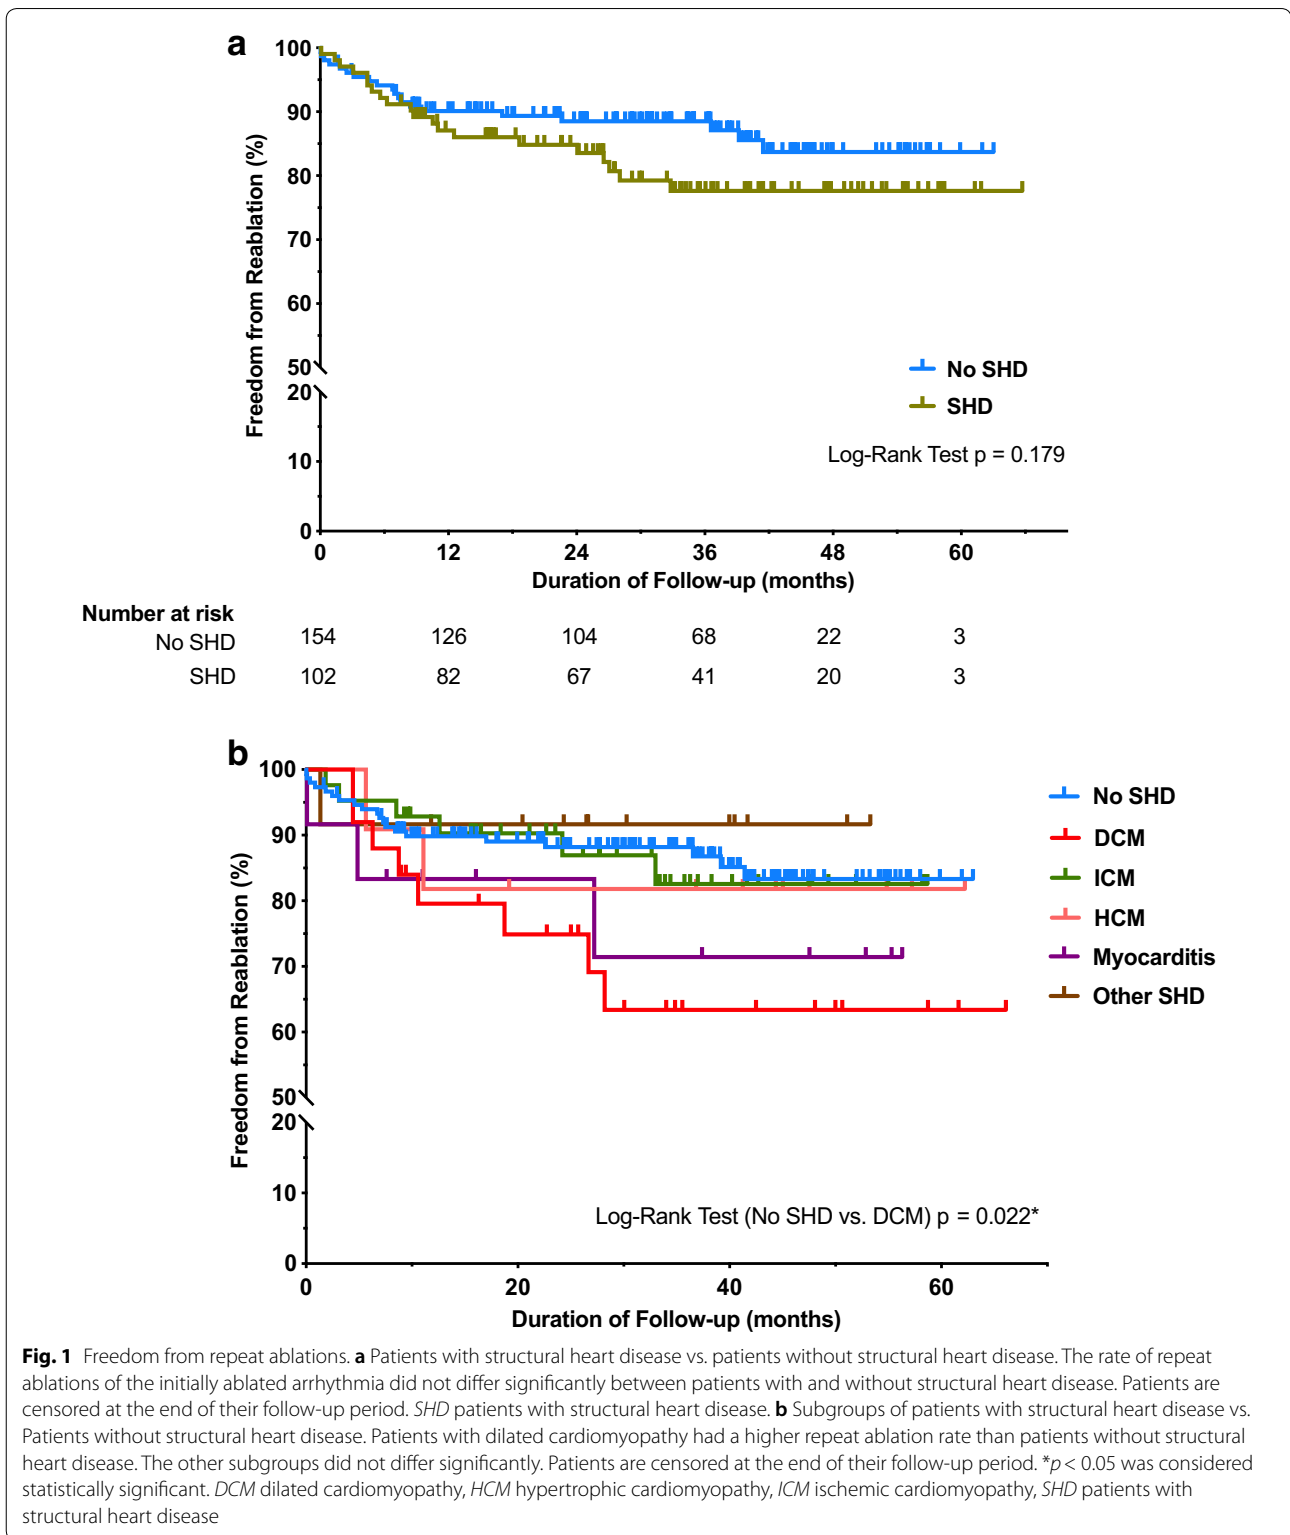 a
100
90
80
70
60
50
20
10
0
Freedom from Reablation (%)
No SHD
SHD
Log-Rank Test p = 0.179
0 12 24 36 48 60
Duration of Follow-up (months)
Number at risk
No SHD 154 126 104 68 22 3
SHD 102 82 67 41 20 3
b
100
90
80
70
60
50
20
10
0
Freedom from Reablation (%)
No SHD
DCM
ICM
HCM
Myocarditis
Other SHD
Log-Rank Test (No SHD vs. DCM) p = 0.022*
0 20 40 60
Duration of Follow-up (months)
Fig. 1 Freedom from repeat ablations. a Patients with structural heart disease vs. patients without structural heart disease. The rate of repeat
ablations of the initially ablated arrhythmia did not differ significantly between patients with and without structural heart disease. Patients are
censored at the end of their follow-up period. SHD patients with structural heart disease. b Subgroups of patients with structural heart disease vs.
Patients without structural heart disease. Patients with dilated cardiomyopathy had a higher repeat ablation rate than patients without structural
heart disease. The other subgroups did not differ significantly. Patients are censored at the end of their follow-up period. *p < 0.05 was considered
statistically significant. DCM dilated cardiomyopathy, HCM hypertrophic cardiomyopathy, ICM ischemic cardiomyopathy, SHD patients with
structural heart disease